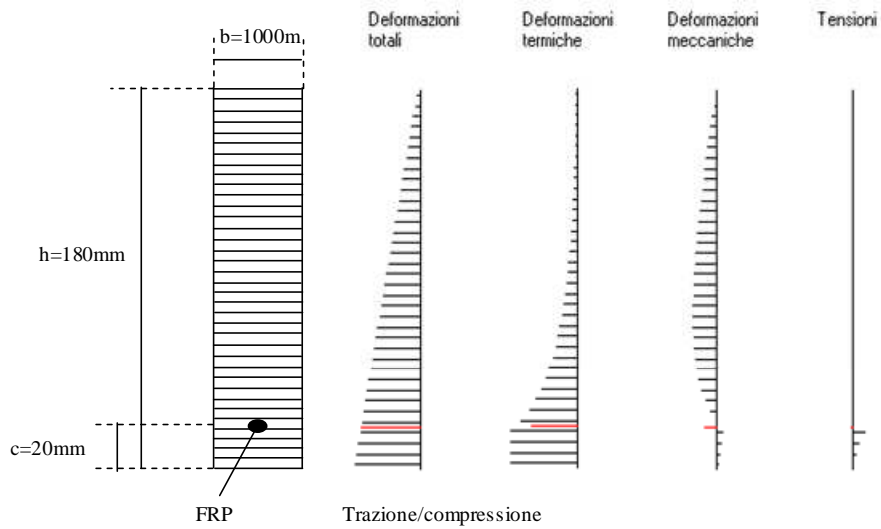 b=1000m
Deformazioni
totali
Deformazioni
termiche
Deformazioni
meccaniche
Tensioni
h=180mm
c=20mm
FRP
Trazione/compressione